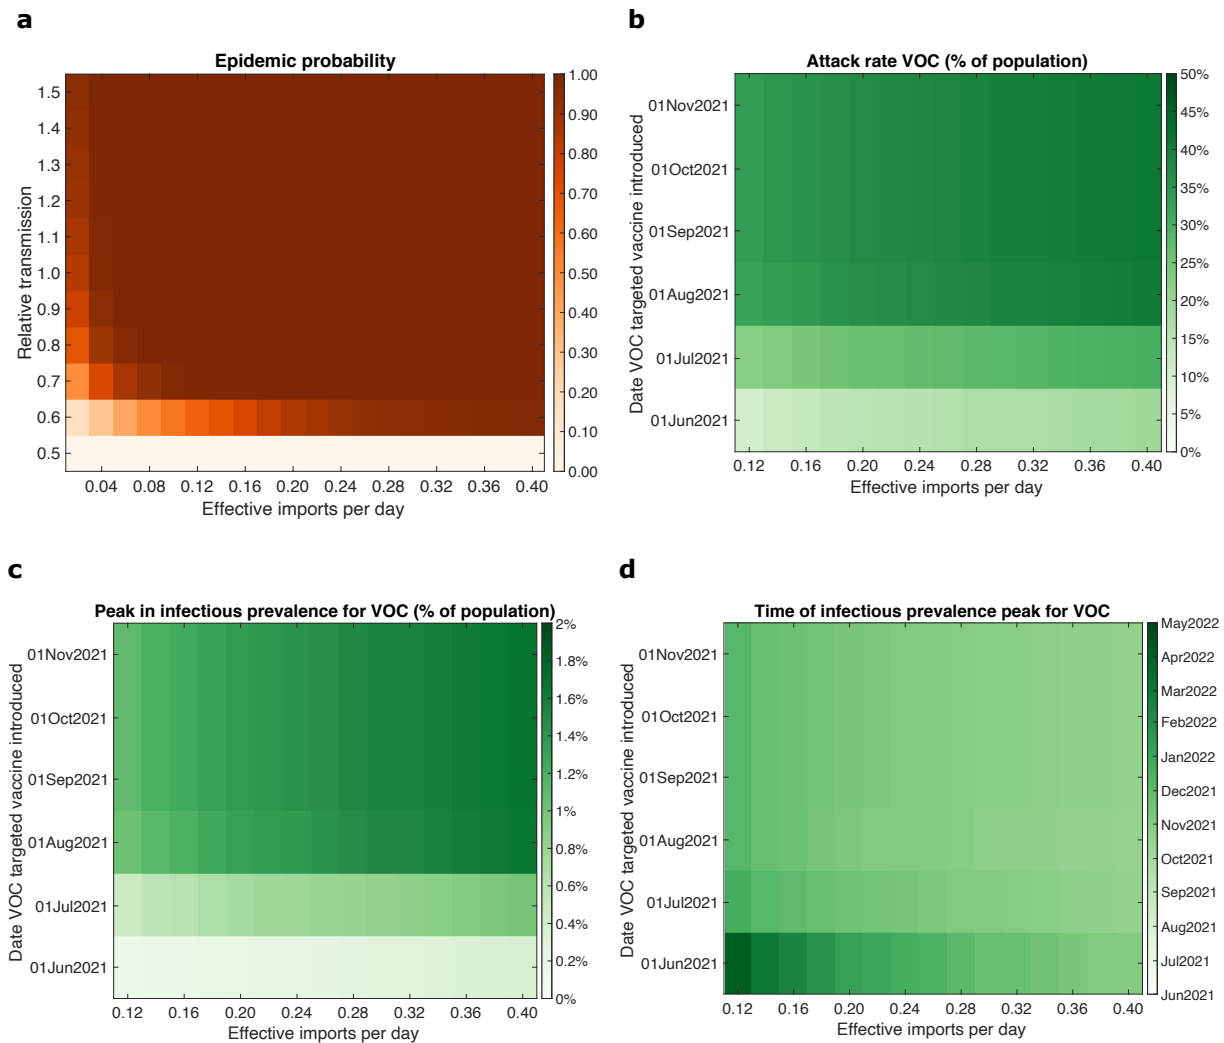 a
Epidemic probability
Relative transmission
1.5
1.4
1.3
1.2
1.1
1.0
0.9
0.8
0.7
0.6
0.5
0.04 0.08 0.12 0.16 0.20 0.24 0.28 0.32 0.36 0.40
Effective imports per day
1.00
0.90
0.80
0.70
0.60
0.50
0.40
0.30
0.20
0.10
0.00
b
Attack rate VOC (% of population)
Date VOC targeted vaccine introduced
01Nov2021
01Oct2021
01Sep2021
01Aug2021
01Jul2021
01Jun2021
0.12 0.16 0.20 0.24 0.28 0.32 0.36 0.40
Effective imports per day
50%
45%
40%
35%
30%
25%
20%
15%
10%
5%
0%
c
Peak in infectious prevalence for VOC (% of population)
Date VOC targeted vaccine introduced
01Nov2021
01Oct2021
01Sep2021
01Aug2021
01Jul2021
01Jun2021
0.12 0.16 0.20 0.24 0.28 0.32 0.36 0.40
Effective imports per day
2%
1.8%
1.6%
1.4%
1.2%
1%
0.8%
0.6%
0.4%
0.2%
0%
d
Time of infectious prevalence peak for VOC
Date VOC targeted vaccine introduced
01Nov2021
01Oct2021
01Sep2021
01Aug2021
01Jul2021
01Jun2021
0.12 0.16 0.20 0.24 0.28 0.32 0.36 0.40
Effective imports per day
May2022
Apr2022
Mar2022
Feb2022
Jan2022
Dec2021
Nov2021
Oct2021
Sep2021
Aug2021
Jul2021
Jun2021